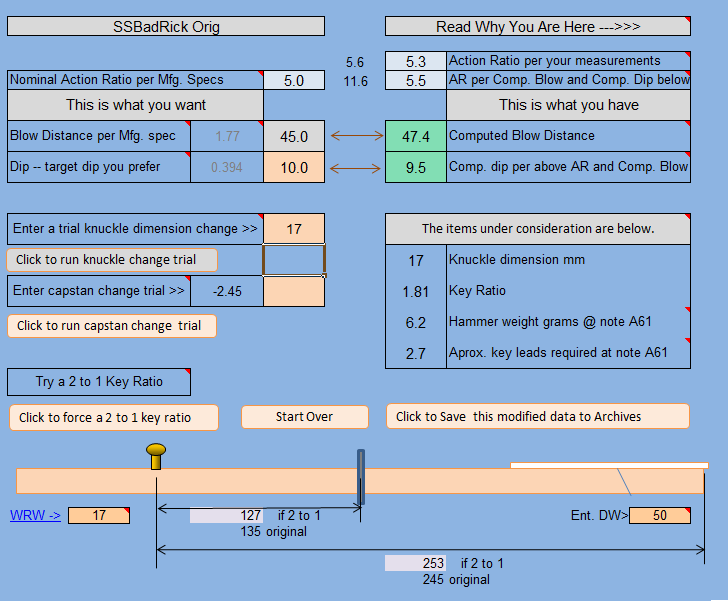 SSBadRick Orig
Read Why You Are Here --->>>
5.6 5.3 Action Ratio per your measurements
Nominal Action Ratio per Mfg. Specs 5.0 11.6 5.5 AR per Comp. Blow and Comp. Dip below
This is what you want
This is what you have
Blow Distance per Mfg. spec 1.77 45.0 47.4 Computed Blow Distance
Dip -- target dip you prefer 0.394 10.0 9.5 Comp. dip per above AR and Comp. Blow
Enter a trial knuckle dimension change >> 17
The items under consideration are below.
Click to run knuckle change trial
17 Knuckle dimension mm
Enter capstan change trial >> -2.45
1.81 Key Ratio
Click to run capstan change trial
6.2 Hammer weight grams @ note A61
2.7 Aprox. key leads required at note A61
Try a 2 to 1 Key Ratio
Click to force a 2 to 1 key ratio
Start Over
Click to Save this modified data to Archives
WRW -> 17
127 if 2 to 1
135 original
Ent. DW> 50
253 if 2 to 1
245 original